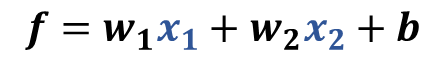 f = w₁x₁ + w₂x₂ + b